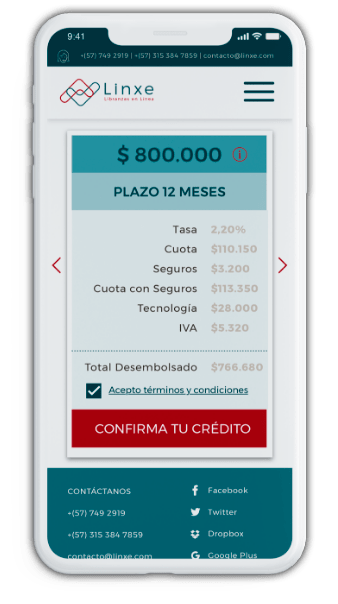 9:41
+(57) 749 2919 | +(57) 315 384 7859 | contacto@linxe.com
Linxe
Libranzas en Línea
$ 800.000
PLAZO 12 MESES
Tasa 2,20%
Cuota $110.150
Seguros $3.200
Cuota con Seguros $113.350
Tecnología $28.000
IVA $5.320
Total Desembolsado $766.680
Acepto términos y condiciones
CONFIRMA TU CRÉDITO
CONTÁCTANOS
Facebook
+(57) 749 2919
Twitter
+(57) 315 384 7859
Dropbox
contacto@linxe.com
Google Plus